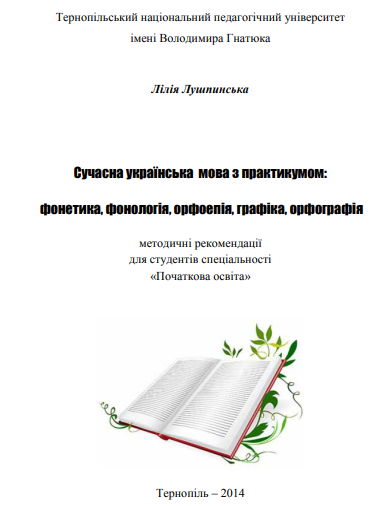 Тернопільський національний педагогічний університет
імені Володимира Гнатюка
Лілія Лушпинська
Сучасна українська мова з практикумом:
фонетика, фонологія, орфоепія, графіка, орфографія
методичні рекомендації
для студентів спеціальності
«Початкова освіта»
Тернопіль – 2014